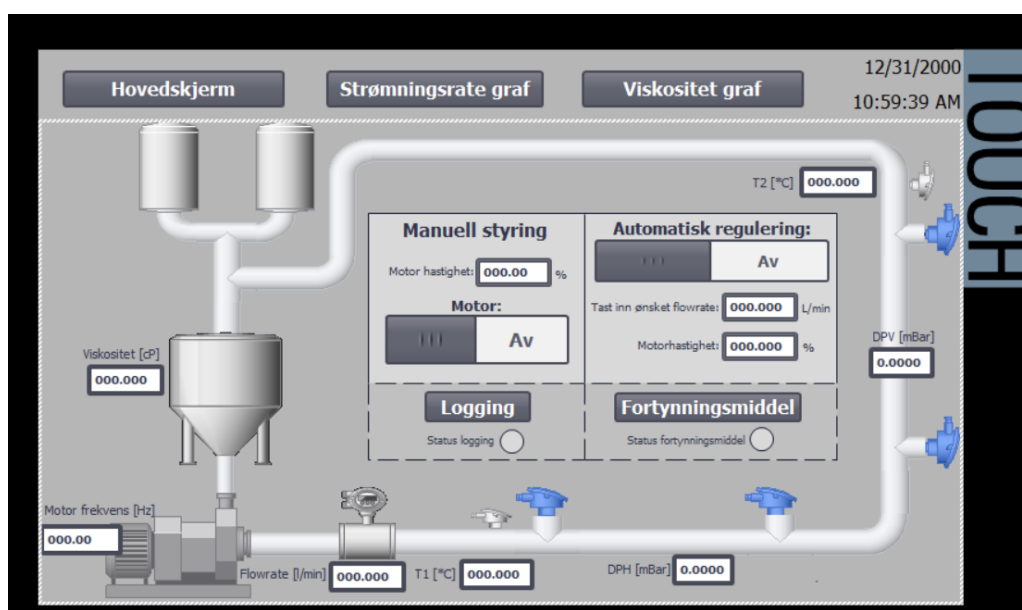 Hovedskjerm
Strømningsrate graf
Viskositet graf
12/31/2000
10:59:39 AM
TOUCH
T2 [°C] 000.000
Manuell styring
Motor hastighet: 000.00 %
Motor:
Av
Automatisk regulering:
Av
Tast inn ønsket flowrate: 000.000 L/min
Motorhastighet: 000.000 %
Viskositet [cP]
000.000
DPV [mBar]
0.0000
Logging
Status logging
Fortynningsmiddel
Status fortynningsmiddel
Motor frekvens [Hz]
000.00
Flowrate [l/min] 000.000
T1 [°C] 000.000
DPH [mBar] 0.0000